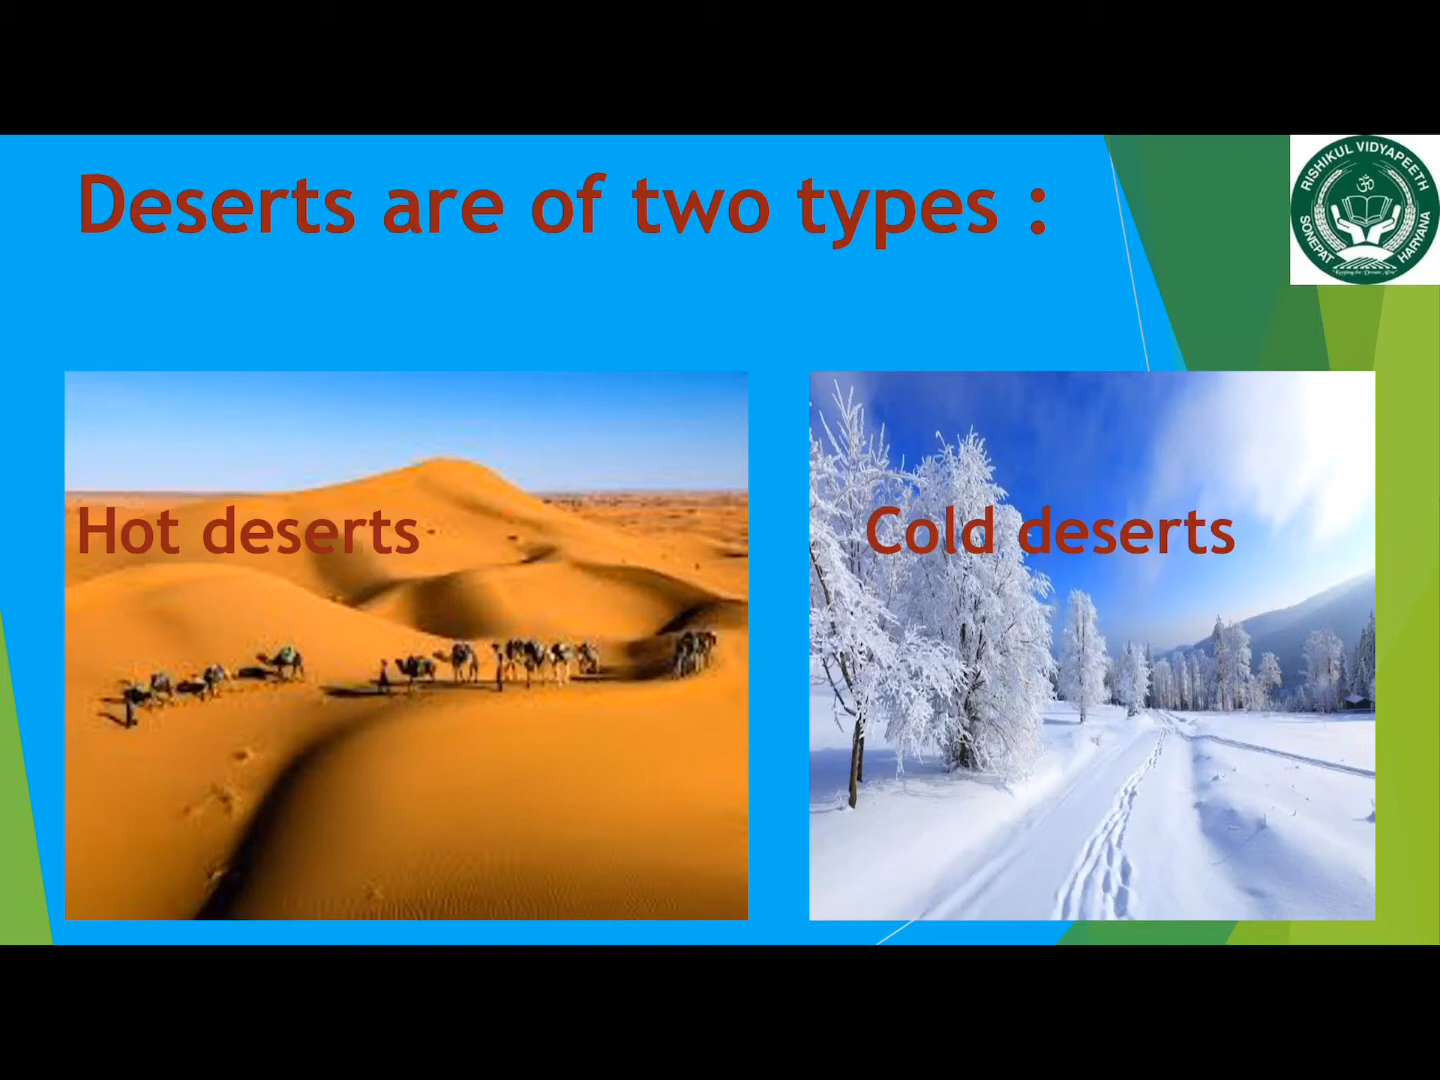 Deserts are of two types :
RISHIKUL VIDYAPEETH
SONEPAT HARYANA
Hot deserts
Cold deserts